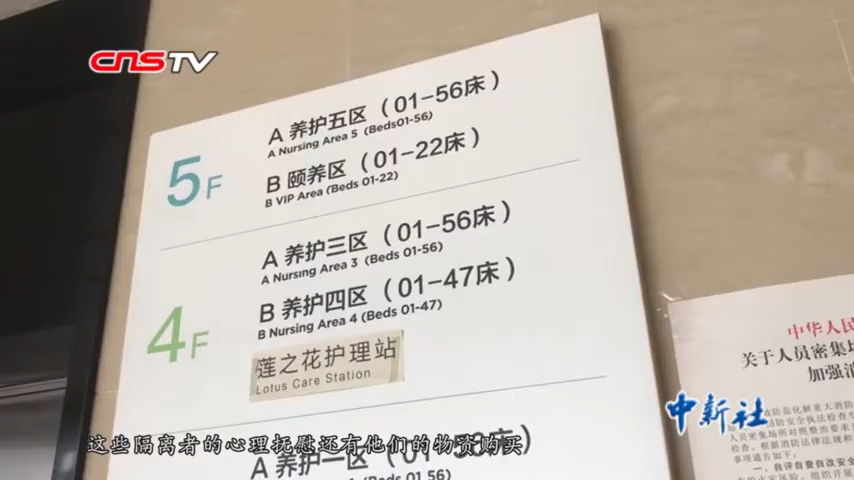 CNSTV
5F
A 养护五区（01-56床）
A Nursing Area 5 (Beds01-56)
B 颐养区（01-22床）
B VIP Area (Beds 01-22)
4F
A 养护三区（01-56床）
A Nursing Area 3 (Beds 01-56)
B 养护四区（01-47床）
B Nursing Area 4 (Beds 01-47)
莲之花护理站
Lotus Care Station
A 养护一区
中华人民
关于人员密集场
加强消
中新社
这些隔离者的心理抚慰还有他们的物资购买